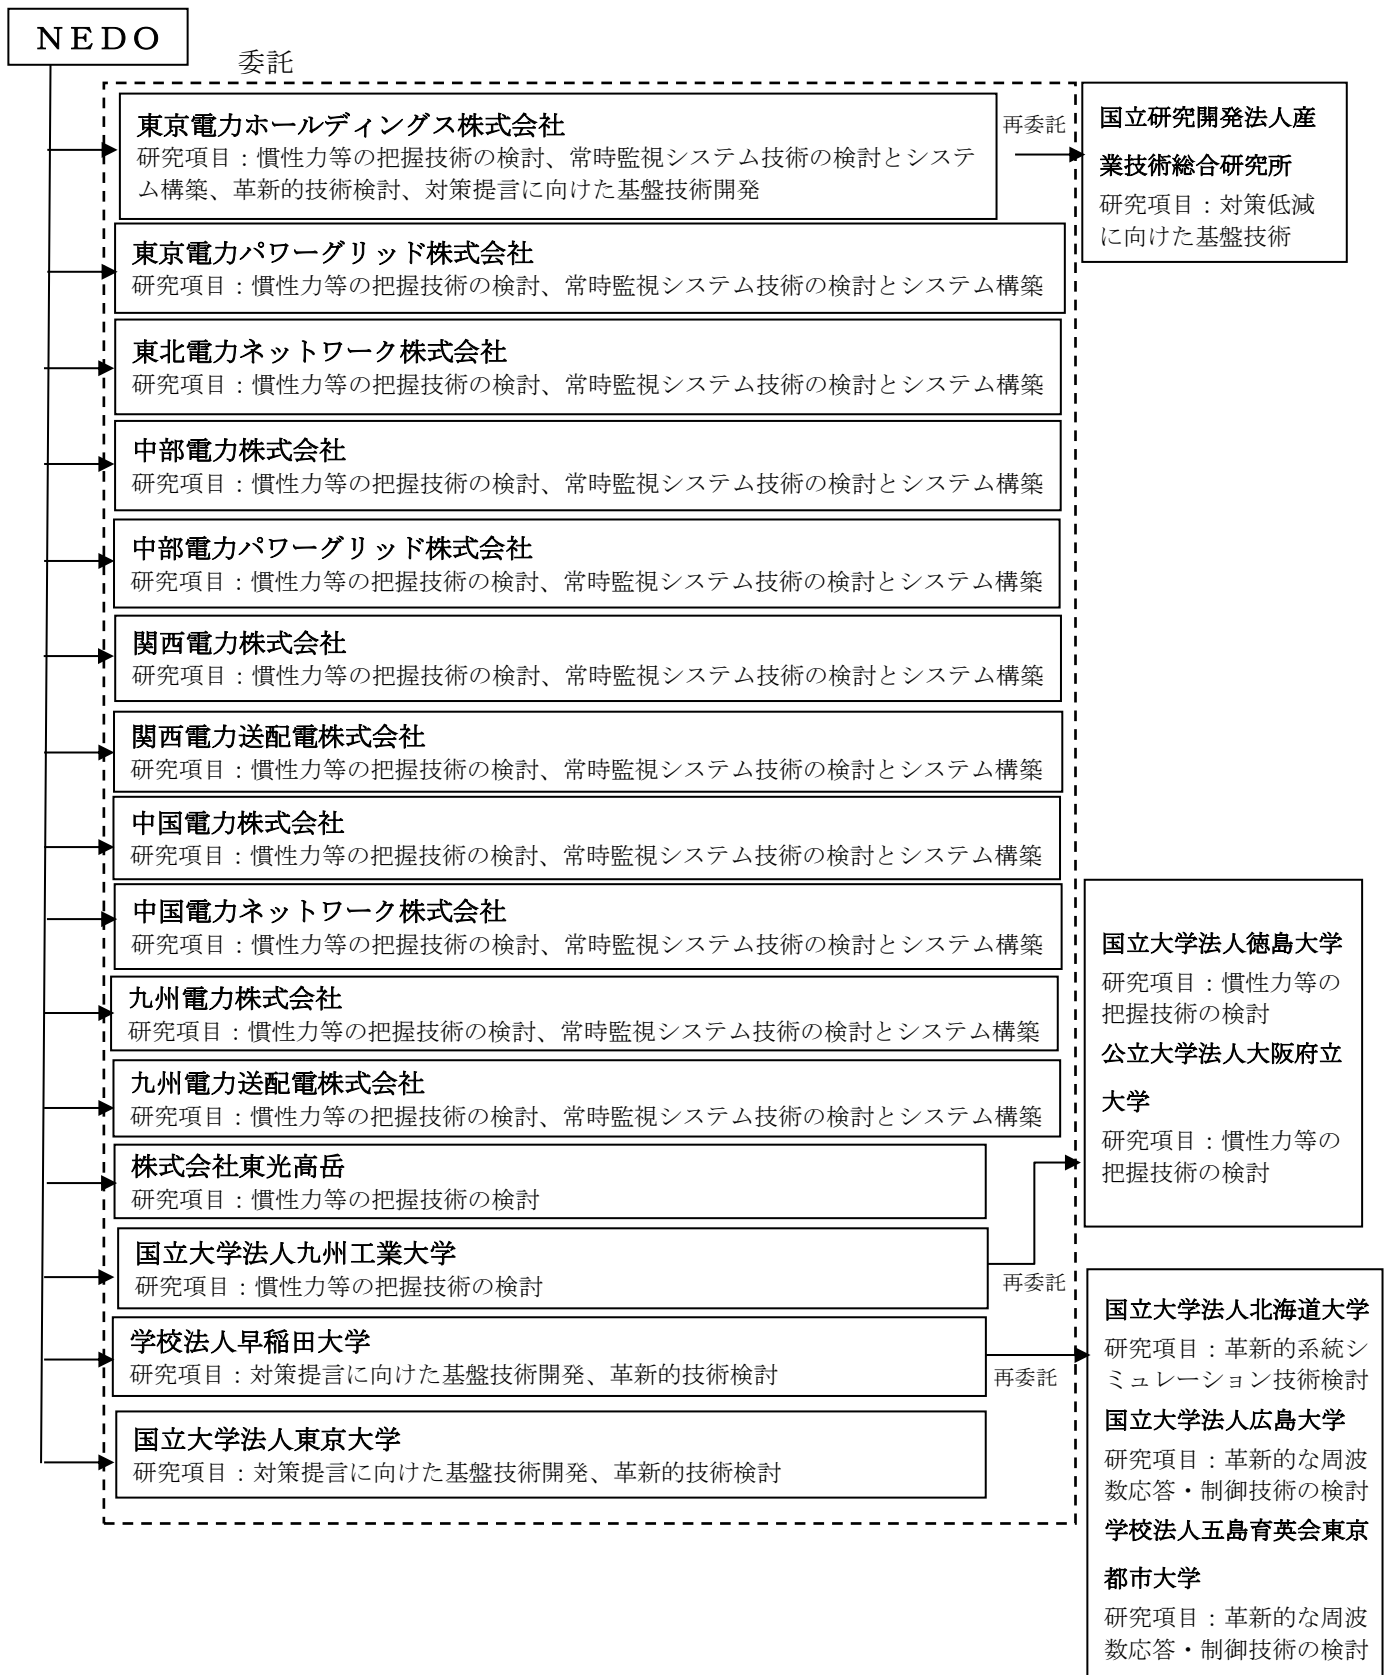 NEDO
委託
東京電力ホールディングス株式会社
研究項目：慣性力等の把握技術の検討、常時監視システム技術の検討とシステ
ム構築、革新的技術検討、対策提言に向けた基盤技術開発
再委託
国立研究開発法人産
業技術総合研究所
研究項目：対策低減
に向けた基盤技術
東京電力パワーグリッド株式会社
研究項目：慣性力等の把握技術の検討、常時監視システム技術の検討とシステム構築
東北電力ネットワーク株式会社
研究項目：慣性力等の把握技術の検討、常時監視システム技術の検討とシステム構築
中部電力株式会社
研究項目：慣性力等の把握技術の検討、常時監視システム技術の検討とシステム構築
中部電力パワーグリッド株式会社
研究項目：慣性力等の把握技術の検討、常時監視システム技術の検討とシステム構築
関西電力株式会社
研究項目：慣性力等の把握技術の検討、常時監視システム技術の検討とシステム構築
関西電力送配電株式会社
研究項目：慣性力等の把握技術の検討、常時監視システム技術の検討とシステム構築
中国電力株式会社
研究項目：慣性力等の把握技術の検討、常時監視システム技術の検討とシステム構築
中国電力ネットワーク株式会社
研究項目：慣性力等の把握技術の検討、常時監視システム技術の検討とシステム構築
九州電力株式会社
研究項目：慣性力等の把握技術の検討、常時監視システム技術の検討とシステム構築
九州電力送配電株式会社
研究項目：慣性力等の把握技術の検討、常時監視システム技術の検討とシステム構築
株式会社東光高岳
研究項目：慣性力等の把握技術の検討
国立大学法人九州工業大学
研究項目：慣性力等の把握技術の検討
再委託
国立大学法人徳島大学
研究項目：慣性力等の
把握技術の検討
公立大学法人大阪府立
大学
研究項目：慣性力等の
把握技術の検討
学校法人早稲田大学
研究項目：対策提言に向けた基盤技術開発、革新的技術検討
再委託
国立大学法人北海道大学
研究項目：革新的系統シ
ミュレーション技術検討
国立大学法人広島大学
研究項目：革新的な周波
数応答・制御技術の検討
学校法人五島育英会東京
都市大学
研究項目：革新的な周波
数応答・制御技術の検討
国立大学法人東京大学
研究項目：対策提言に向けた基盤技術開発、革新的技術検討